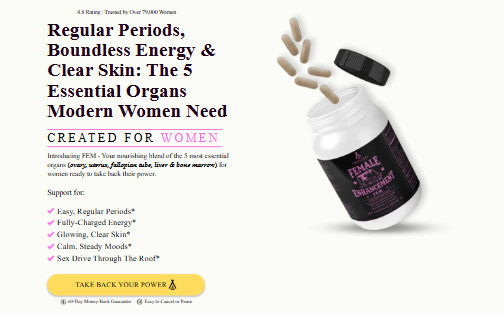 4.8 Rating | Trusted by Over 79,000 Women
Regular Periods,
Boundless Energy &
Clear Skin: The 5
Essential Organs
Modern Women Need
CREATED FOR WOMEN
Introducing FEM - Your nourishing blend of the 5 most essential
organs (ovary, uterus, fallopian tube, liver & bone marrow) for
women ready to take back their power.
Support for:
Easy, Regular Periods*
Fully-Charged Energy*
Glowing, Clear Skin*
Calm, Steady Moods*
Sex Drive Through The Roof*
TAKE BACK YOUR POWER
60-Day Money-Back Guarantee
Easy to Cancel or Pause
FEMALE
ENHANCEMENT